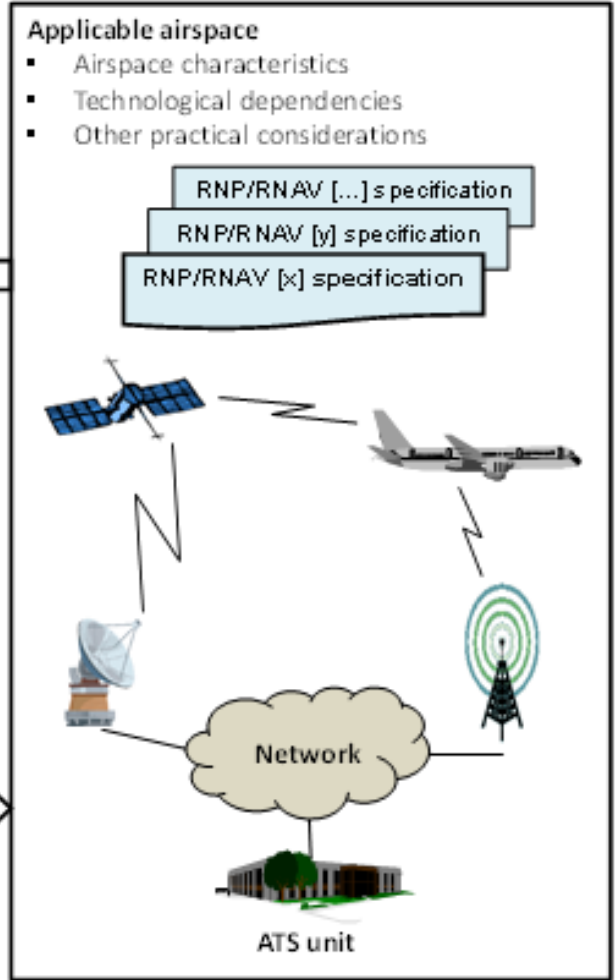 Applicable airspace
▪ Airspace characteristics
▪ Technological dependencies
▪ Other practical considerations
RNP/RNAV [...] specification
RNP/RNAV [y] specification
RNP/RNAV [x] specification
Network
ATS unit